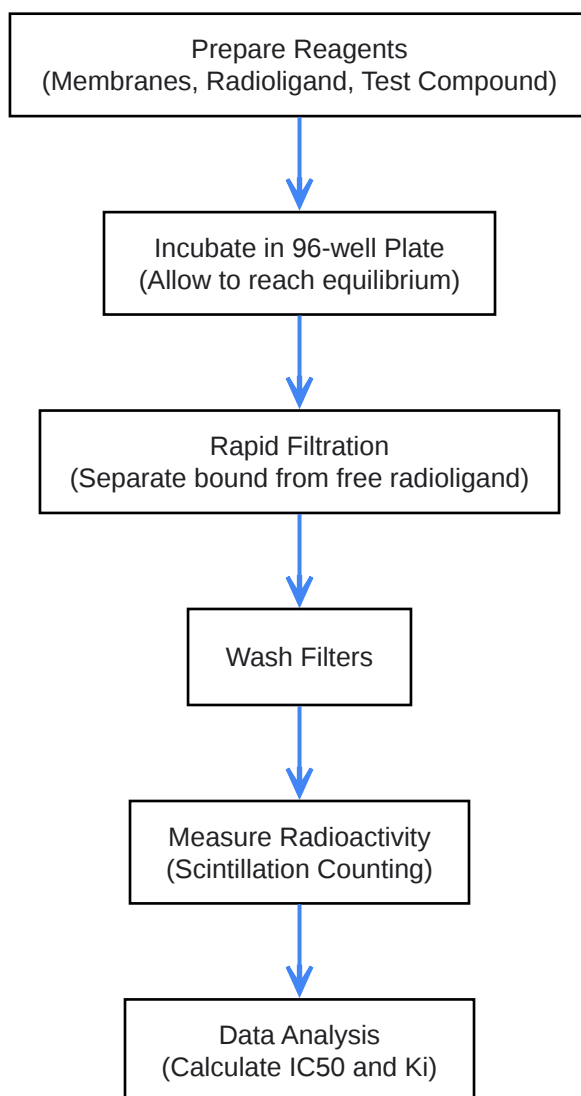 Prepare Reagents
(Membranes, Radioligand, Test Compound)
Incubate in 96-well Plate
(Allow to reach equilibrium)
Rapid Filtration
(Separate bound from free radioligand)
Wash Filters
Measure Radioactivity
(Scintillation Counting)
Data Analysis
(Calculate IC50 and Ki)